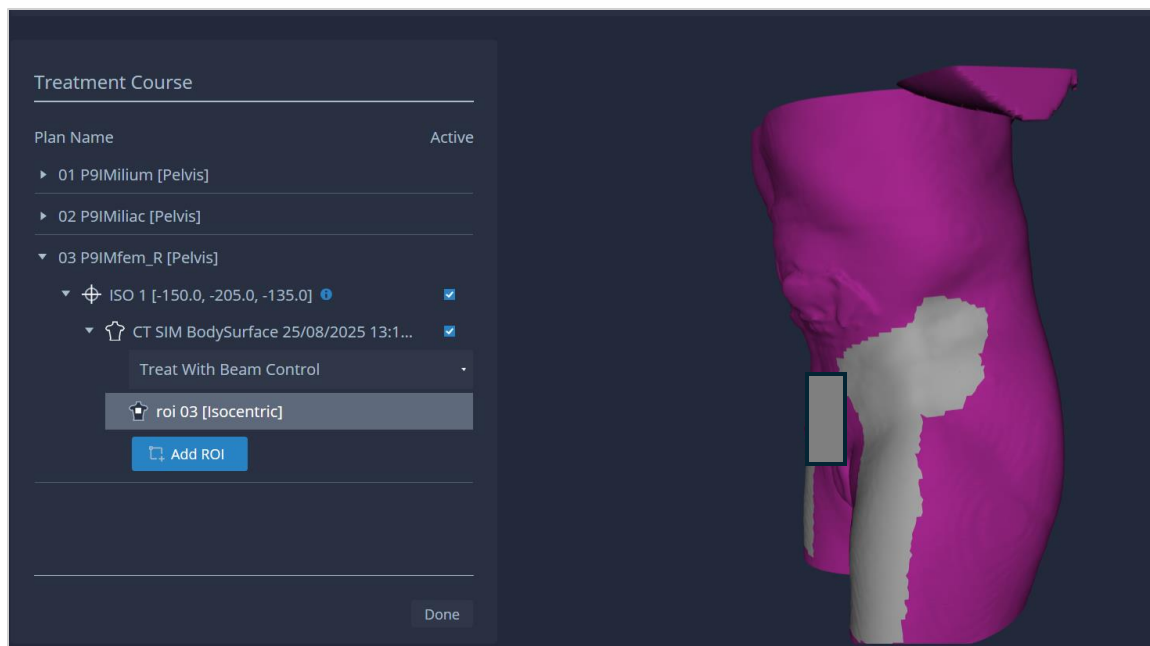 Treatment Course
Plan Name Active
01 P9IMilium [Pelvis]
02 P9IMiliac [Pelvis]
03 P9IMfem_R [Pelvis]
ISO 1 [-150.0, -205.0, -135.0]
CT SIM BodySurface 25/08/2025 13:1...
Treat With Beam Control
roi 03 [Isocentric]
Add ROI
Done